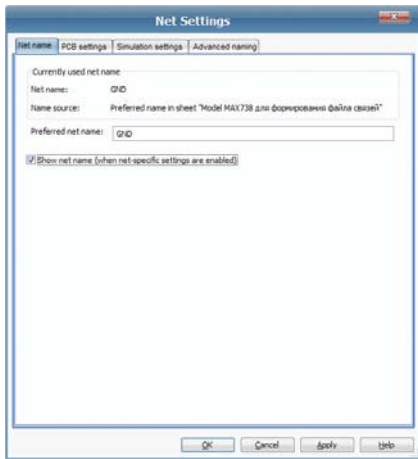 Net Settings
Net name PCB settings Simulation settings Advanced naming
Currently used net name
Net name: GND
Name source: Preferred name in sheet "Model MAX738 для формирования файла связей"
Preferred net name: GND
Show net name (when net-specific settings are enabled)
OK Cancel Apply Help